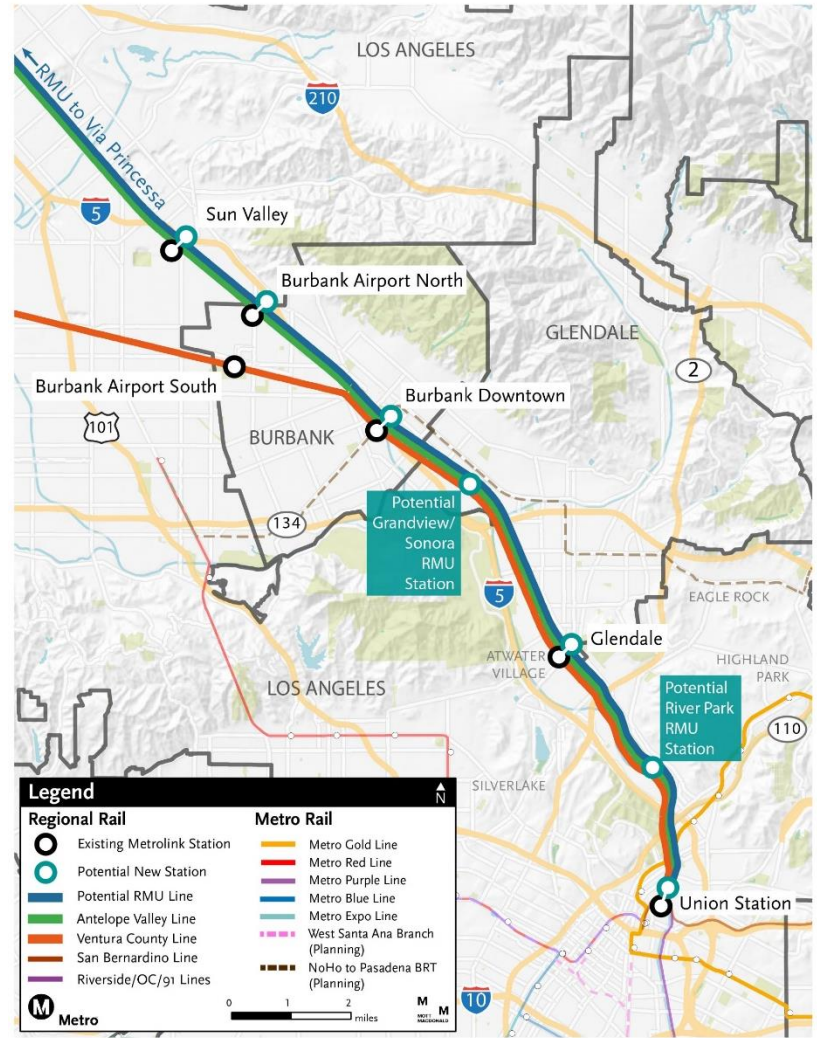 LOS ANGELES
210
RMU to Via Princessa
5
Sun Valley
Burbank Airport North
GLENDALE
2
Burbank Airport South
Burbank Downtown
101
BURBANK
134
Potential
Grandview/
Sonora
RMU
Station
5
EAGLE ROCK
Glendale
ATWATER
VILLAGE
HIGHLAND
PARK
LOS ANGELES
Potential
River Park
RMU
Station
110
SILVERLAKE
Union Station
10
Legend
N
Regional Rail
Existing Metrolink Station
Potential New Station
Potential RMU Line
Antelope Valley Line
Ventura County Line
San Bernardino Line
Riverside/OC/91 Lines
Metro Rail
Metro Gold Line
Metro Red Line
Metro Purple Line
Metro Blue Line
Metro Expo Line
West Santa Ana Branch
(Planning)
NoHo to Pasadena BRT
(Planning)
M Metro
0 1 2
miles
M
M
MOTT
MACDONALD